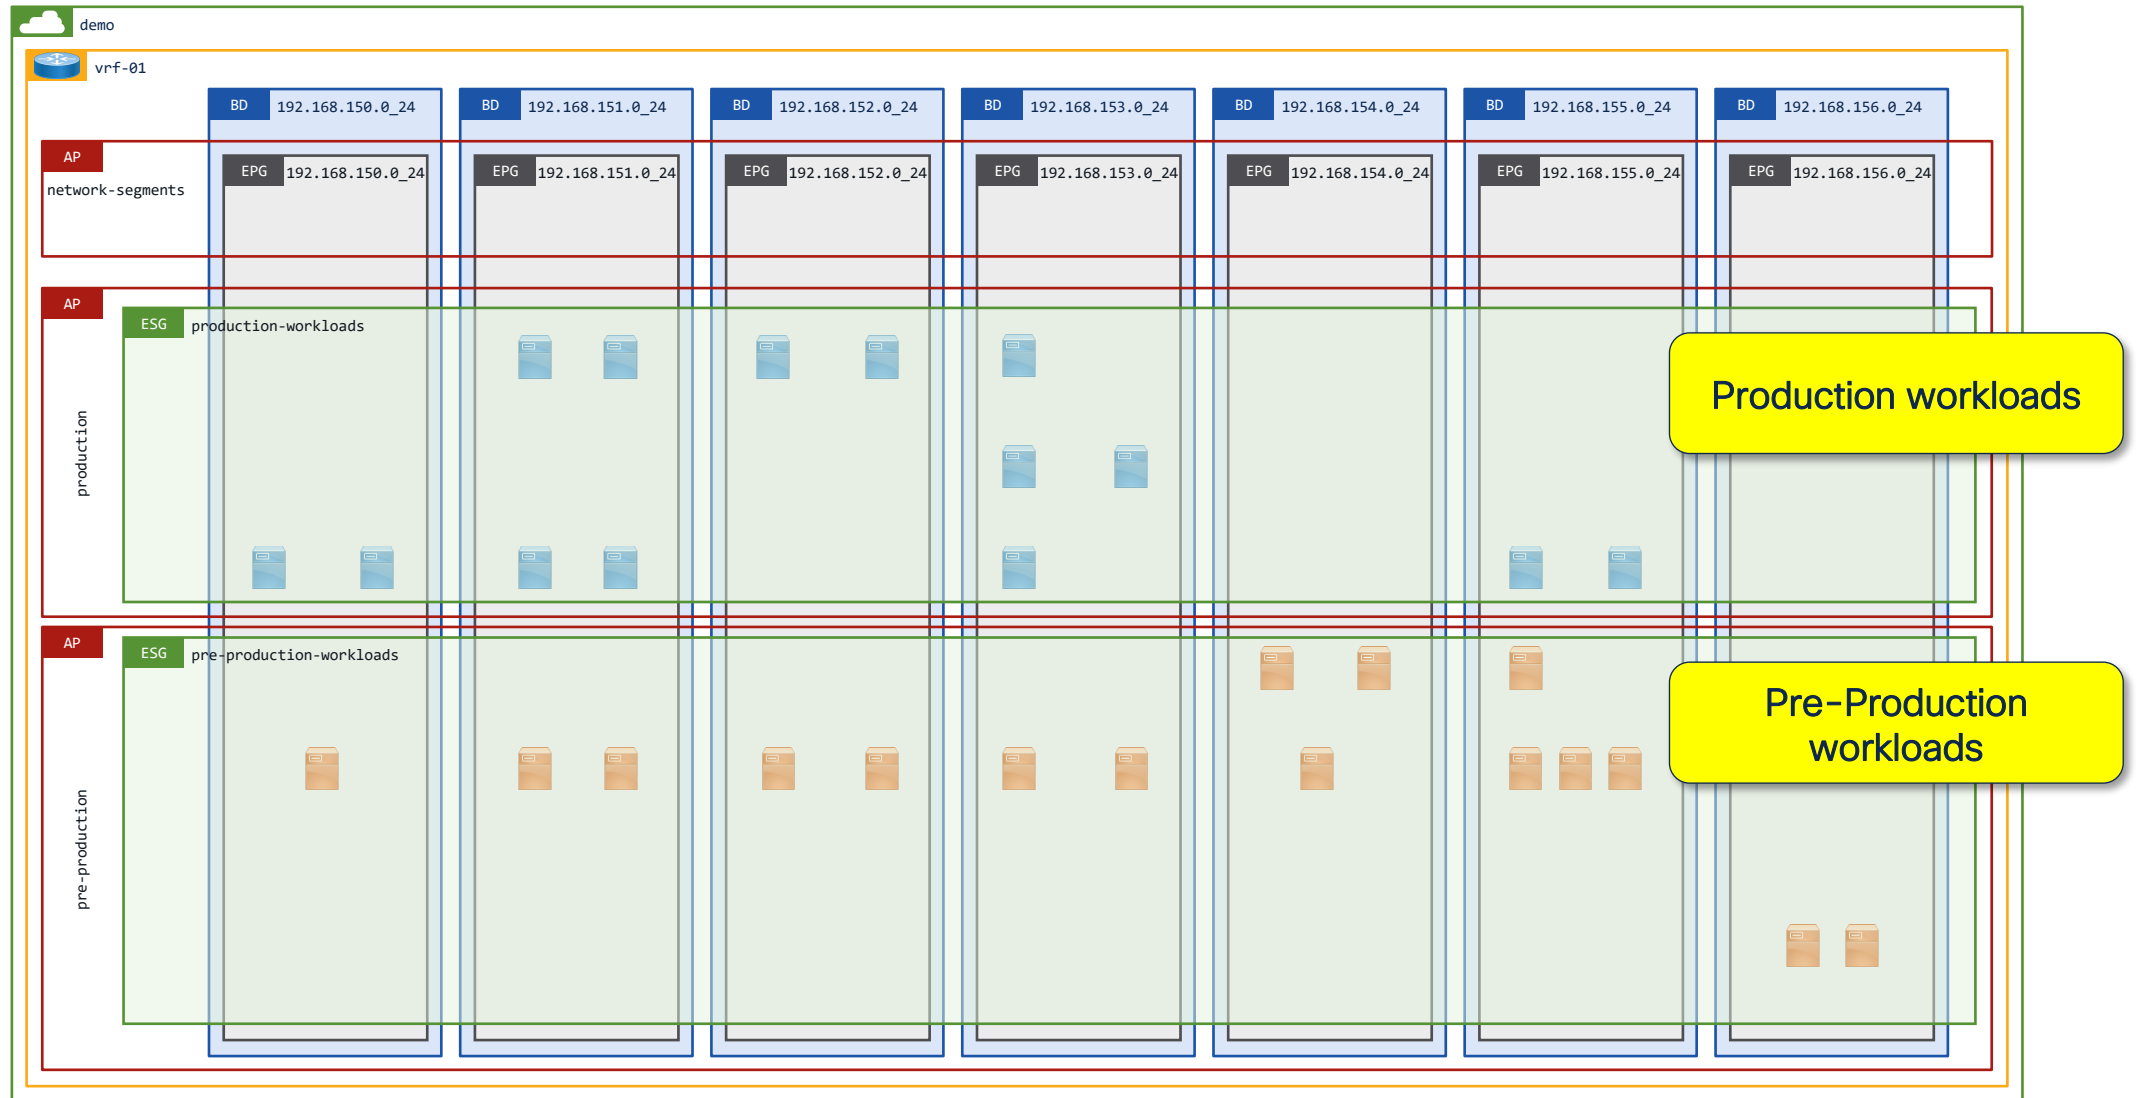 demo
vrf-01
BD 192.168.150.0_24
BD 192.168.151.0_24
BD 192.168.152.0_24
BD 192.168.153.0_24
BD 192.168.154.0_24
BD 192.168.155.0_24
BD 192.168.156.0_24
AP
network-segments
EPG 192.168.150.0_24
EPG 192.168.151.0_24
EPG 192.168.152.0_24
EPG 192.168.153.0_24
EPG 192.168.154.0_24
EPG 192.168.155.0_24
EPG 192.168.156.0_24
AP
production
ESG production-workloads
Production workloads
AP
pre-production
ESG pre-production-workloads
Pre-Production
workloads